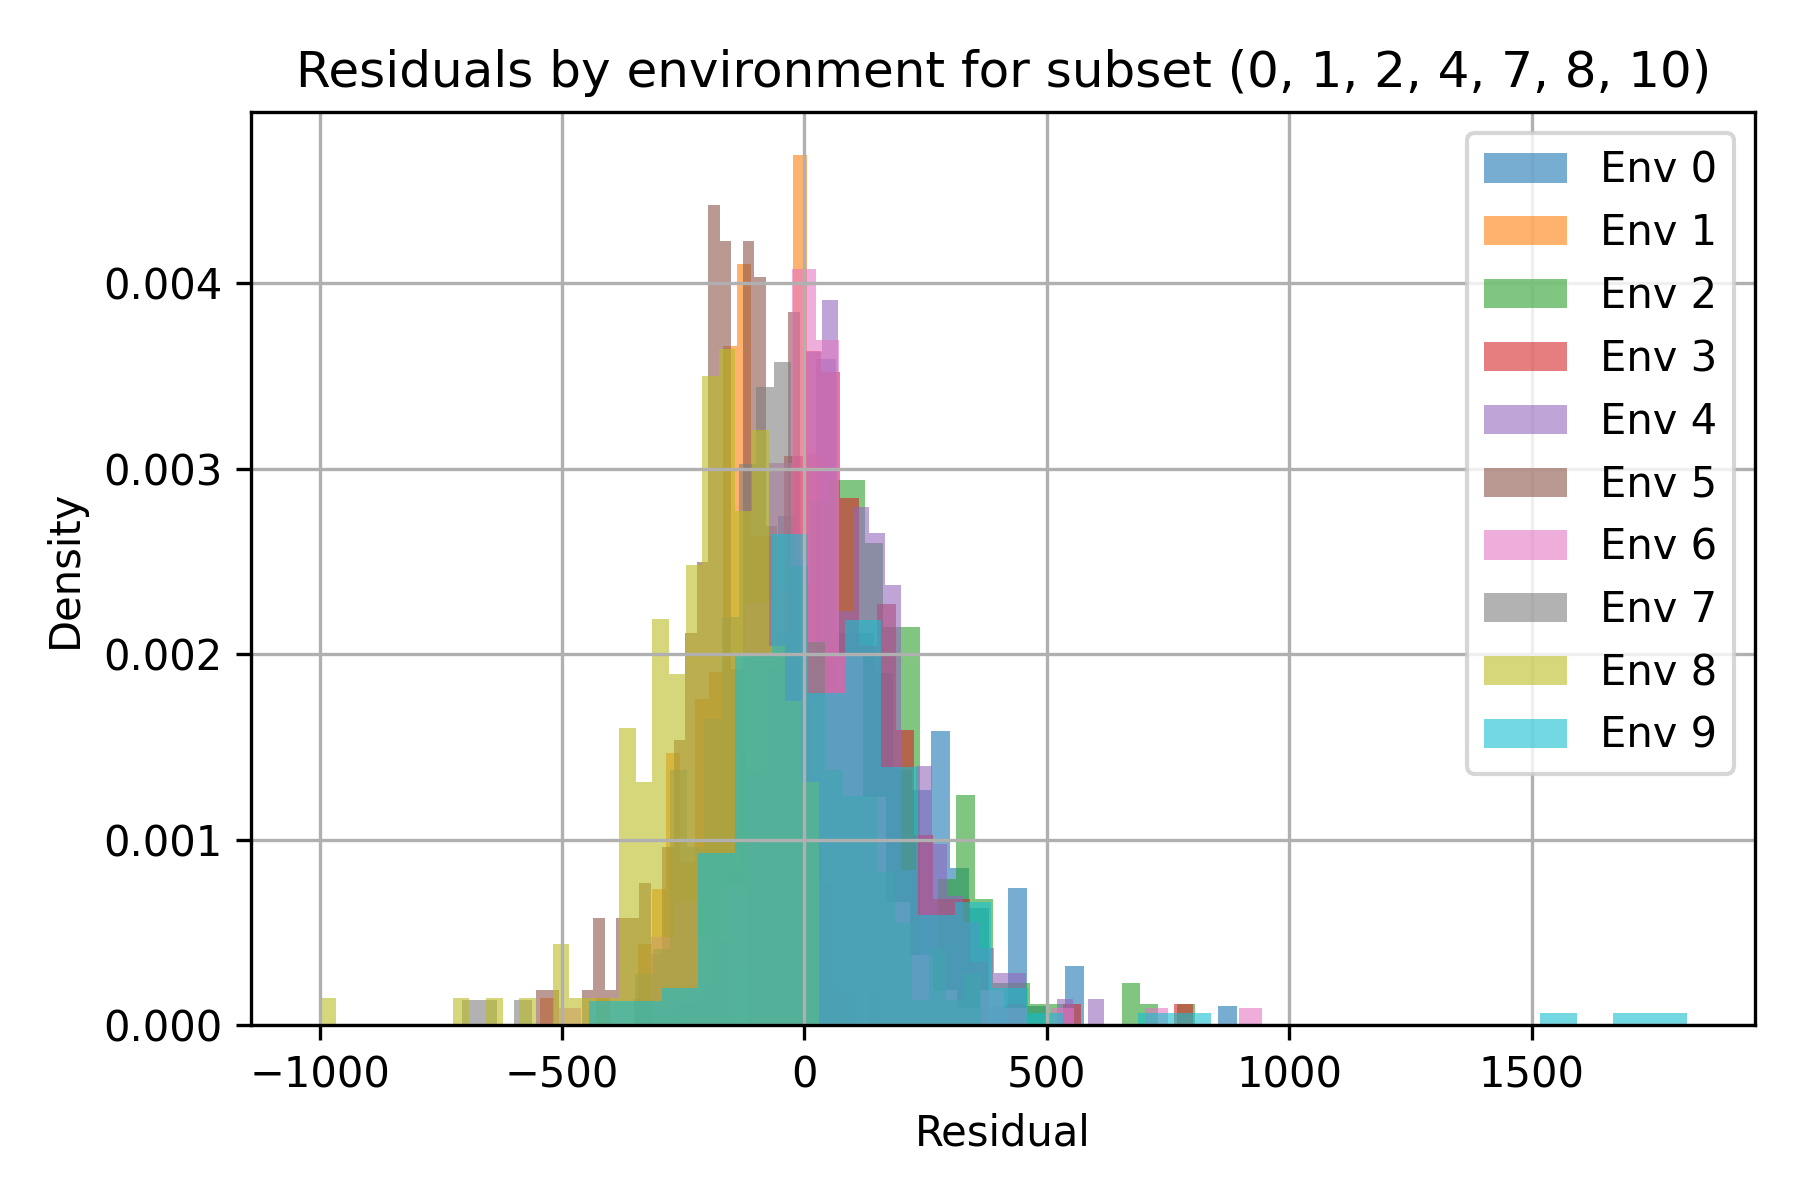 Residuals by environment for subset (0, 1, 2, 4, 7, 8, 10)
Env 0
Env 1
Env 2
Env 3
Env 4
Env 5
Env 6
Env 7
Env 8
Env 9
0.004
0.003
0.002
0.001
0.000
Density
−1000
−500
0
500
1000
1500
Residual